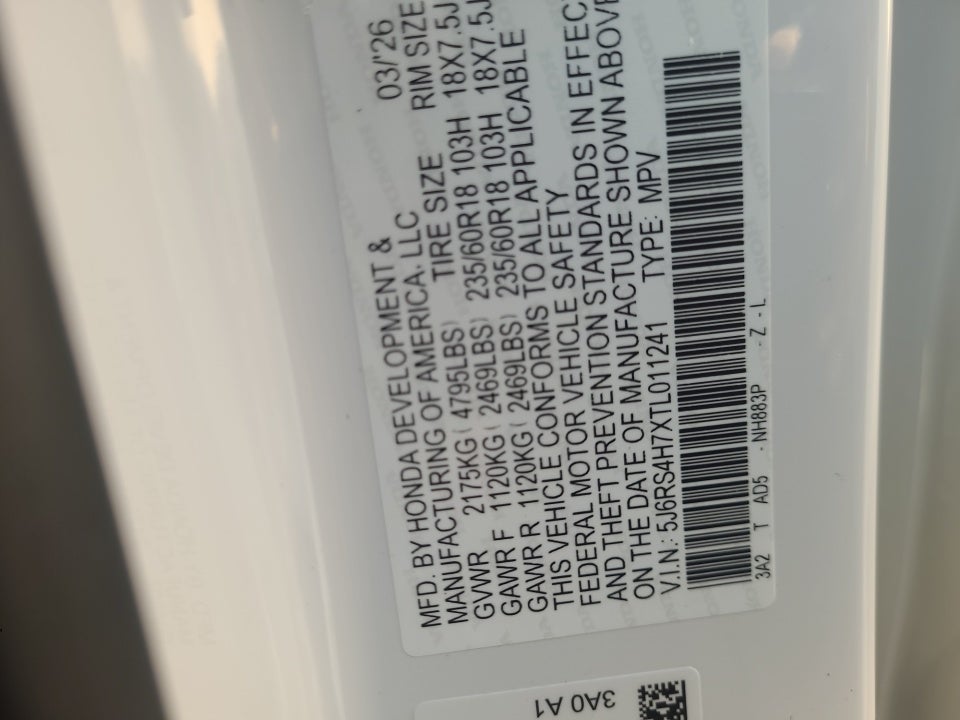 MFD. BY HONDA DEVELOPMENT & 03/'26
MANUFACTURING OF AMERICA, LLC
TIRE SIZE RIM SIZE
GVWR 2175KG ( 4795LBS)
GAWR F 1120KG ( 2469LBS) 235/60R18 103H 18X7.5J
GAWR R 1120KG ( 2469LBS) 235/60R18 103H 18X7.5J
THIS VEHICLE CONFORMS TO ALL APPLICABLE
FEDERAL MOTOR VEHICLE SAFETY
AND THEFT PREVENTION STANDARDS IN EFFECT
ON THE DATE OF MANUFACTURE SHOWN ABOVE
V.I.N.: 5J6RS4H7XTL011241 TYPE: MPV
3A2 T AD5 - NH883P - Z - L
3A0 A1